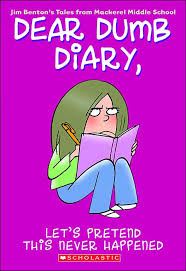 Jim Benton's Tales from Mackerel Middle School
DEAR DUMB
DIARY,
LET'S PRETEND
THIS NEVER HAPPENED
SCHOLASTIC